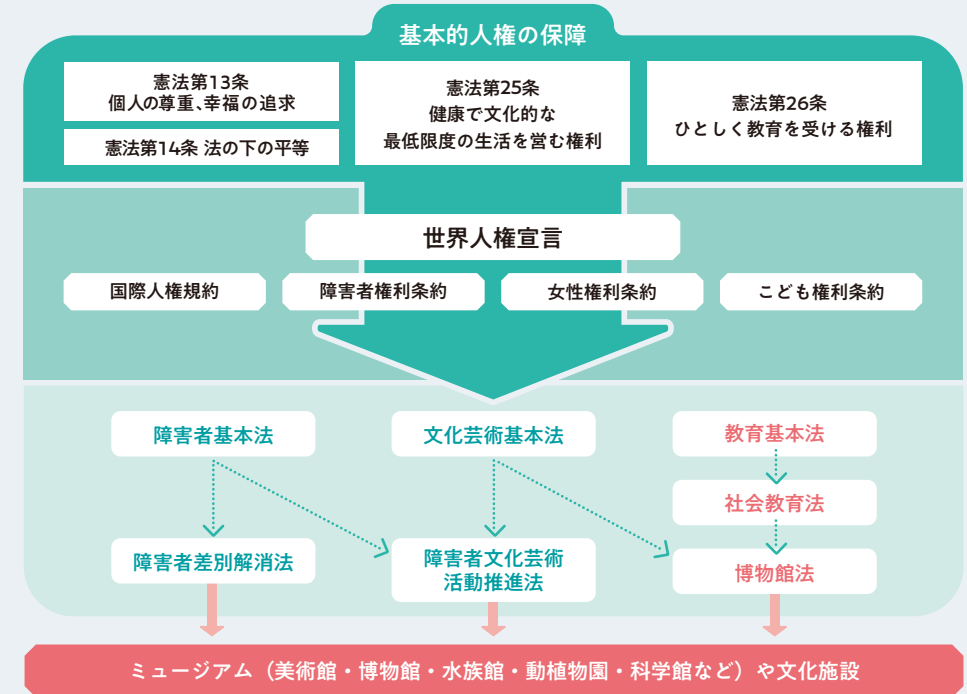 基本的人権の保障
憲法第13条
個人の尊重、幸福の追求
憲法第14条 法の下の平等
憲法第25条
健康で文化的な
最低限度の生活を営む権利
憲法第26条
ひとしく教育を受ける権利
世界人権宣言
国際人権規約
障害者権利条約
女性権利条約
こども権利条約
障害者基本法
文化芸術基本法
教育基本法
社会教育法
障害者差別解消法
障害者文化芸術
活動推進法
博物館法
ミュージアム（美術館・博物館・水族館・動植物園・科学館など）や文化施設